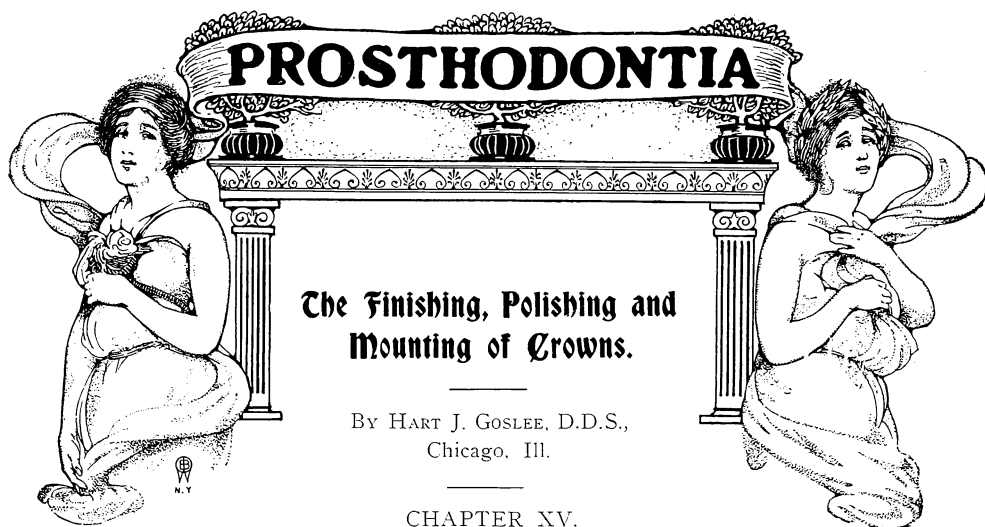 PROSTHODONTIA
The Finishing, Polishing and
Mounting of Crowns.
By Hart J. Goslee, D.D.S.,
Chicago, Ill.
N.Y
CHAPTER XV.